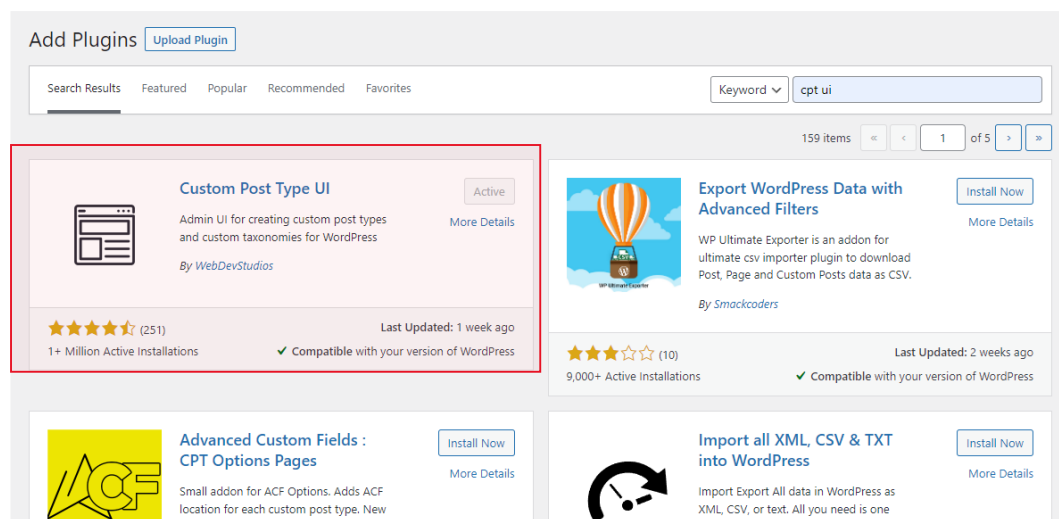 Add Plugins Upload Plugin
Search Results Featured Popular Recommended Favorites Keyword cpt ui
159 items « ‹ 1 of 5 › »
Custom Post Type UI
Active
More Details
Admin UI for creating custom post types
and custom taxonomies for WordPress
By WebDevStudios
(251)
1+ Million Active Installations
Last Updated: 1 week ago
✓ Compatible with your version of WordPress
CSV
WP Ultimate Exporter
Export WordPress Data with
Advanced Filters
Install Now
More Details
WP Ultimate Exporter is an addon for
ultimate csv importer plugin to download
Post, Page and Custom Posts data as CSV.
By Smackcoders
(10)
9,000+ Active Installations
Last Updated: 2 weeks ago
✓ Compatible with your version of WordPress
ACF
Advanced Custom Fields :
CPT Options Pages
Install Now
More Details
Small addon for ACF Options. Adds ACF
location for each custom post type. New
Import all XML, CSV & TXT
into WordPress
Install Now
More Details
Import Export All data in WordPress as
XML, CSV, or text. All you need is one